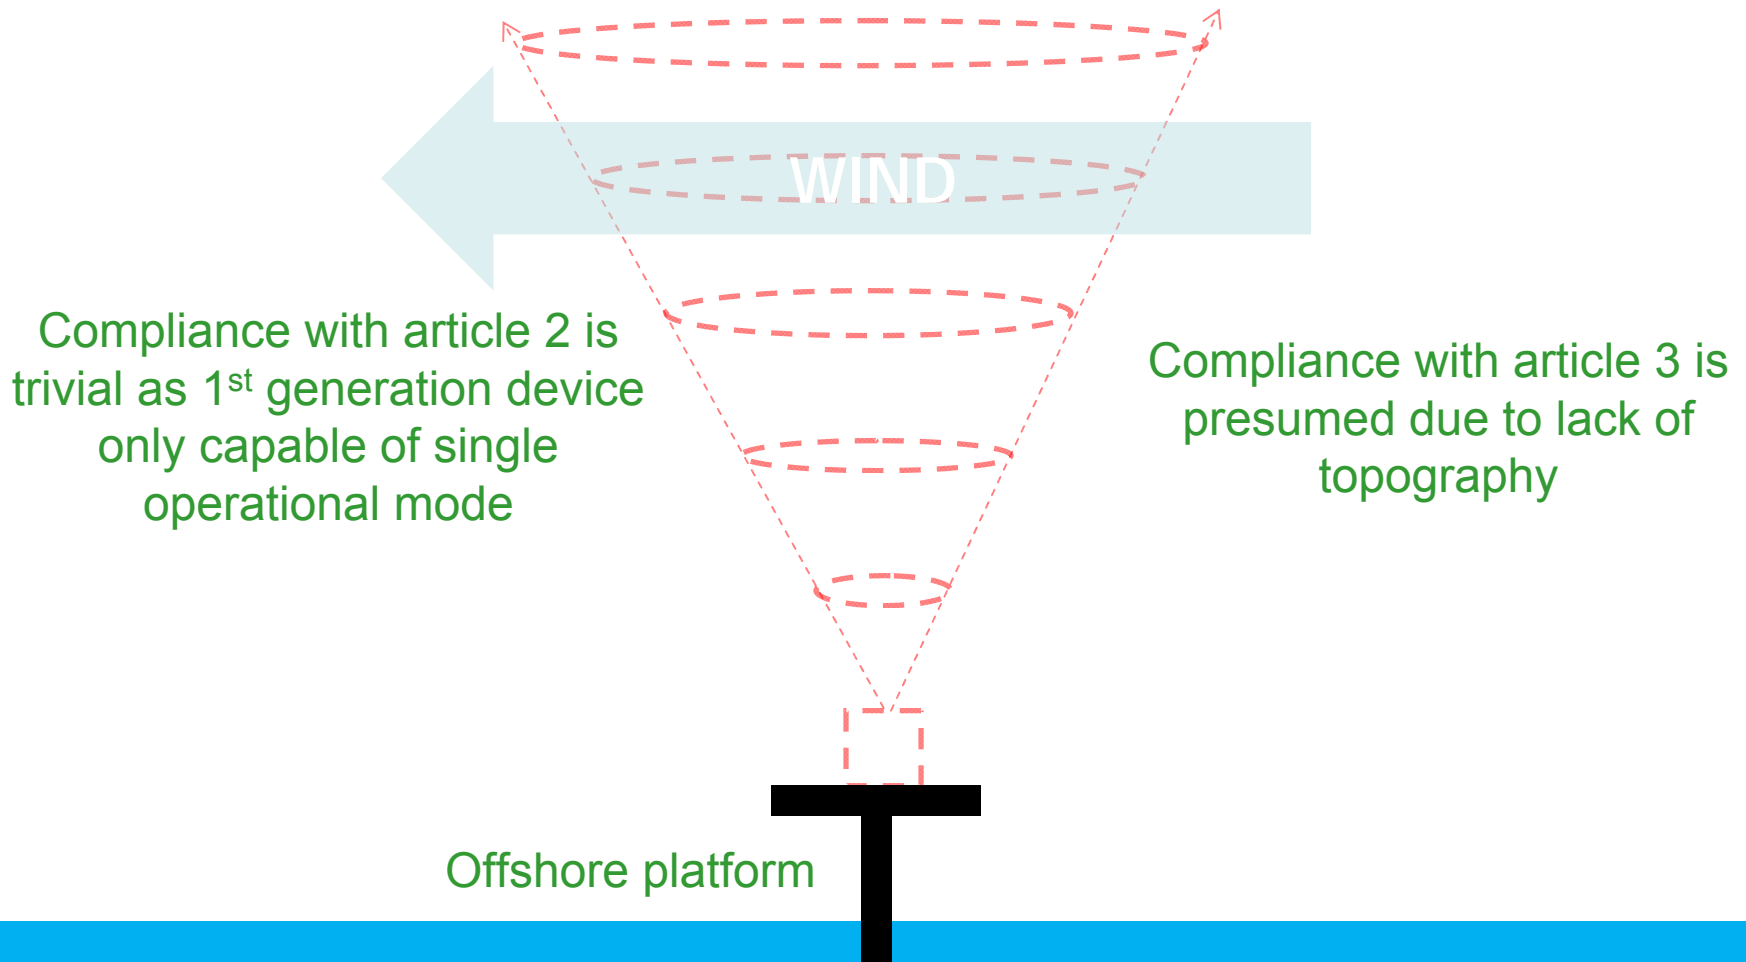 WIND
Compliance with article 2 is
trivial as 1st generation device
only capable of single
operational mode
Compliance with article 3 is
presumed due to lack of
topography
Offshore platform